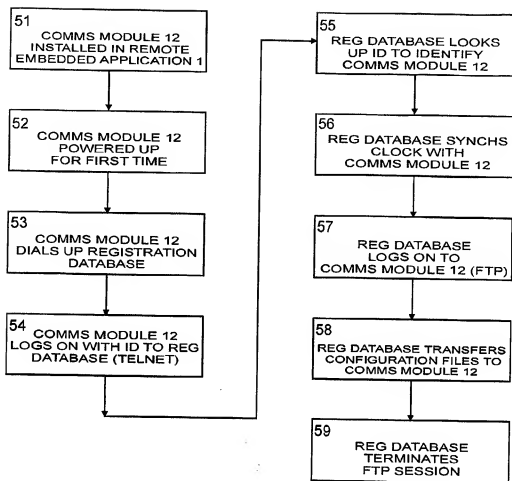 51
COMMS MODULE 12
INSTALLED IN REMOTE
EMBEDDED APPLICATION 1
52
COMMS MODULE 12
POWERED UP
FOR FIRST TIME
53
COMMS MODULE 12
DIALS UP REGISTRATION
DATABASE
54
COMMS MODULE 12
LOGS ON WITH ID TO REG
DATABASE (TELNET)
55
REG DATABASE LOOKS
UP ID TO IDENTIFY
COMMS MODULE 12
56
REG DATABASE SYNCHS
CLOCK WITH
COMMS MODULE 12
57
REG DATABASE
LOGS ON TO
COMMS MODULE 12 (FTP)
58
REG DATABASE TRANSFERS
CONFIGURATION FILES TO
COMMS MODULE 12
59
REG DATABASE
TERMINATES
FTP SESSION